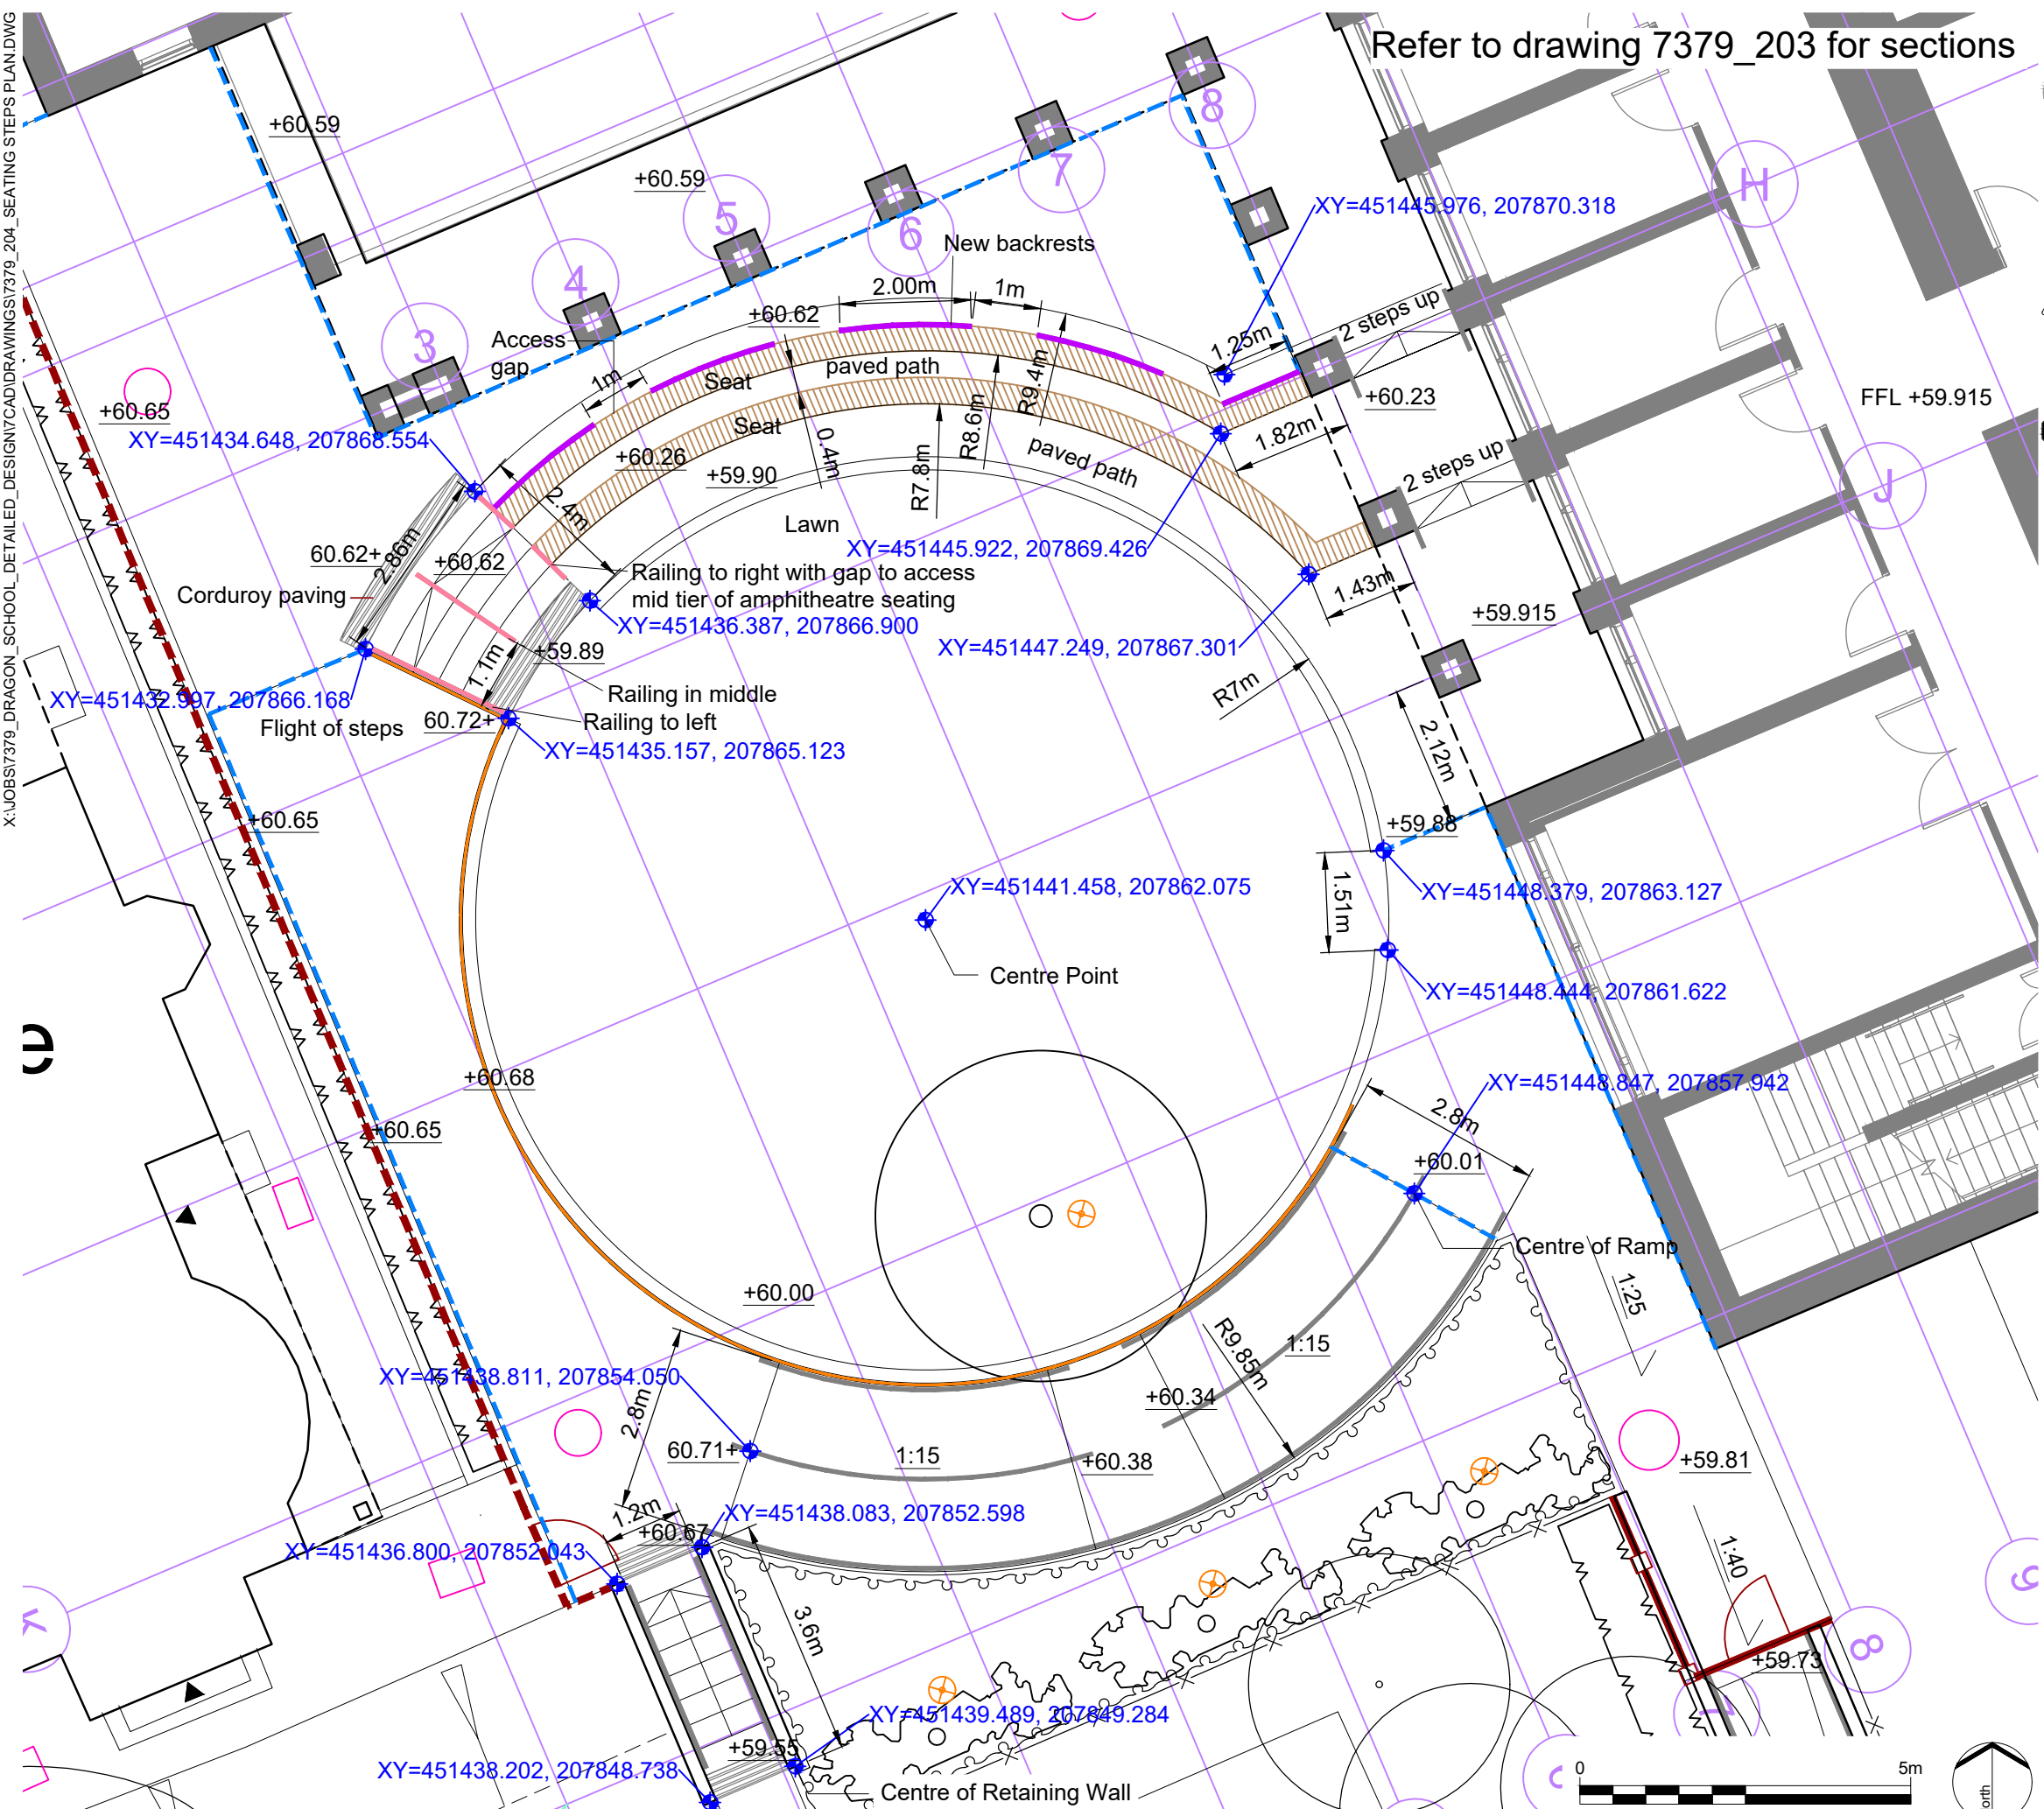 Refer to drawing 7379_203 for sections
X:\JOBS\7379_DRAGON_SCHOOL_DETAILED_DESIGN\7CAD\DRAWINGS\7379_204_SEATING STEPS PLAN.DWG
8
+60.59
7
H
+60.59
5
XY=451445.976, 207870.318
6
New backrests
4
2.00m
1m
2 steps up
+60.62
3
Access
gap
1.25m
paved path
1m
Seat
R9.4m
+60.23
FFL +59.915
+60.65
R8.6m
Seat
1.82m
XY=451434.648, 207868.554
0.4m
paved path
+60.26
2 steps up
+59.90
R7.8m
J
2.4m
Lawn
XY=451445.922, 207869.426
60.62+
2.86m
+60.62
Railing to right with gap to access
mid tier of amphitheatre seating
Corduroy paving
1.43m
+59.915
XY=451436.387, 207866.900
XY=451447.249, 207867.301
+59.89
1.1m
R7m
Railing in middle
XY=451432.997, 207866.168
Flight of steps
60.72+
Railing to left
XY=451435.157, 207865.123
2.12m
+60.65
+59.88
XY=451441.458, 207862.075
XY=451448.379, 207863.127
1.51m
Centre Point
XY=451448.444, 207861.622
e
+60.68
XY=451448.847, 207857.942
2.8m
+60.65
+60.01
Centre of Ramp
+60.00
1:25
1:15
R9.85m
XY=451438.811, 207854.050
+60.34
2.8m
60.71+
1:15
+60.38
+59.81
1.2m
XY=451438.083, 207852.598
+60.67
XY=451436.800, 207852.043
1:40
9
K
3.6m
8
+59.73
7
XY=451439.489, 207849.284
+59.55
XY=451438.202, 207848.738
Centre of Retaining Wall
0
5m
orth